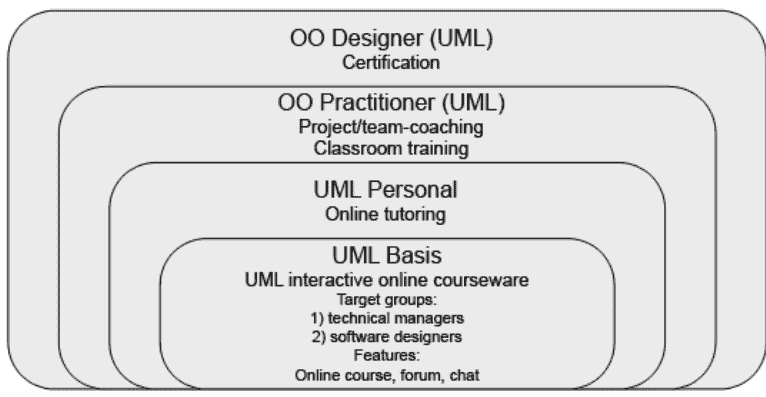 OO Designer (UML)
Certification
OO Practitioner (UML)
Project/team-coaching
Classroom training
UML Personal
Online tutoring
UML Basis
UML interactive online courseware
Target groups:
1) technical managers
2) software designers
Features:
Online course, forum, chat